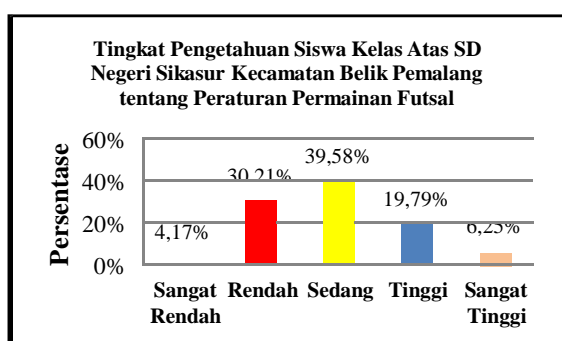 Tingkat Pengetahuan Siswa Kelas Atas SD
Negeri Sikasur Kecamatan Belik Pemalang
tentang Peraturan Permainan Futsal
Persentase
60%
40%
20%
0%
4,17%
30,21%
39,58%
19,79%
6,25%
Sangat Rendah
Rendah
Sedang
Tinggi
Sangat Tinggi